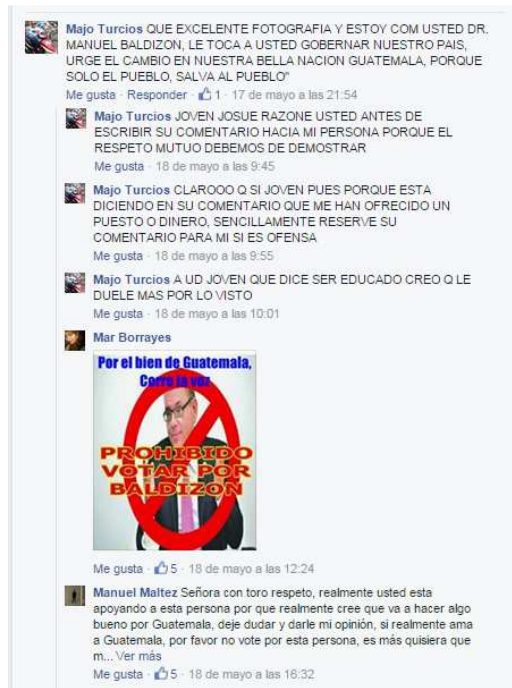 Majo Turcios QUE EXCELENTE FOTOGRAFIA Y ESTOY COM USTED DR.
MANUEL BALDIZON, LE TOCA A USTED GOBERNAR NUESTRO PAIS,
URGE EL CAMBIO EN NUESTRA BELLA NACION GUATEMALA, PORQUE
SOLO EL PUEBLO, SALVA AL PUEBLO"
Me gusta · Responder · 1 · 17 de mayo a las 21:54
Majo Turcios JOVEN JOSUE RAZONE USTED ANTES DE
ESCRIBIR SU COMENTARIO HACIA MI PERSONA PORQUE EL
RESPETO MUTUO DEBEMOS DE DEMOSTRAR
Me gusta · 18 de mayo a las 9:45
Majo Turcios CLAROOO Q SI JOVEN PUES PORQUE ESTA
DICIENDO EN SU COMENTARIO QUE ME HAN OFRECIDO UN
PUESTO O DINERO, SENCILLAMENTE RESERVE SU
COMENTARIO PARA MI SI ES OFENSA
Me gusta · 18 de mayo a las 9:55
Majo Turcios A UD JOVEN QUE DICE SER EDUCADO CREO Q LE
DUELE MAS POR LO VISTO
Me gusta · 18 de mayo a las 10:01
Mar Borrayes
Por el bien de Guatemala,
Corre la voz
PROHIBIDO
VOTAR POR
BALDIZON
Me gusta · 5 · 18 de mayo a las 12:24
Manuel Maltez Señora con toro respeto, realmente usted esta
apoyando a esta persona por que realmente cree que va a hacer algo
bueno por Guatemala, deje dudar y darle mi opinión, si realmente ama
a Guatemala, por favor no vote por esta persona, es más quisiera que
m... Ver más
Me gusta · 5 · 18 de mayo a las 16:32